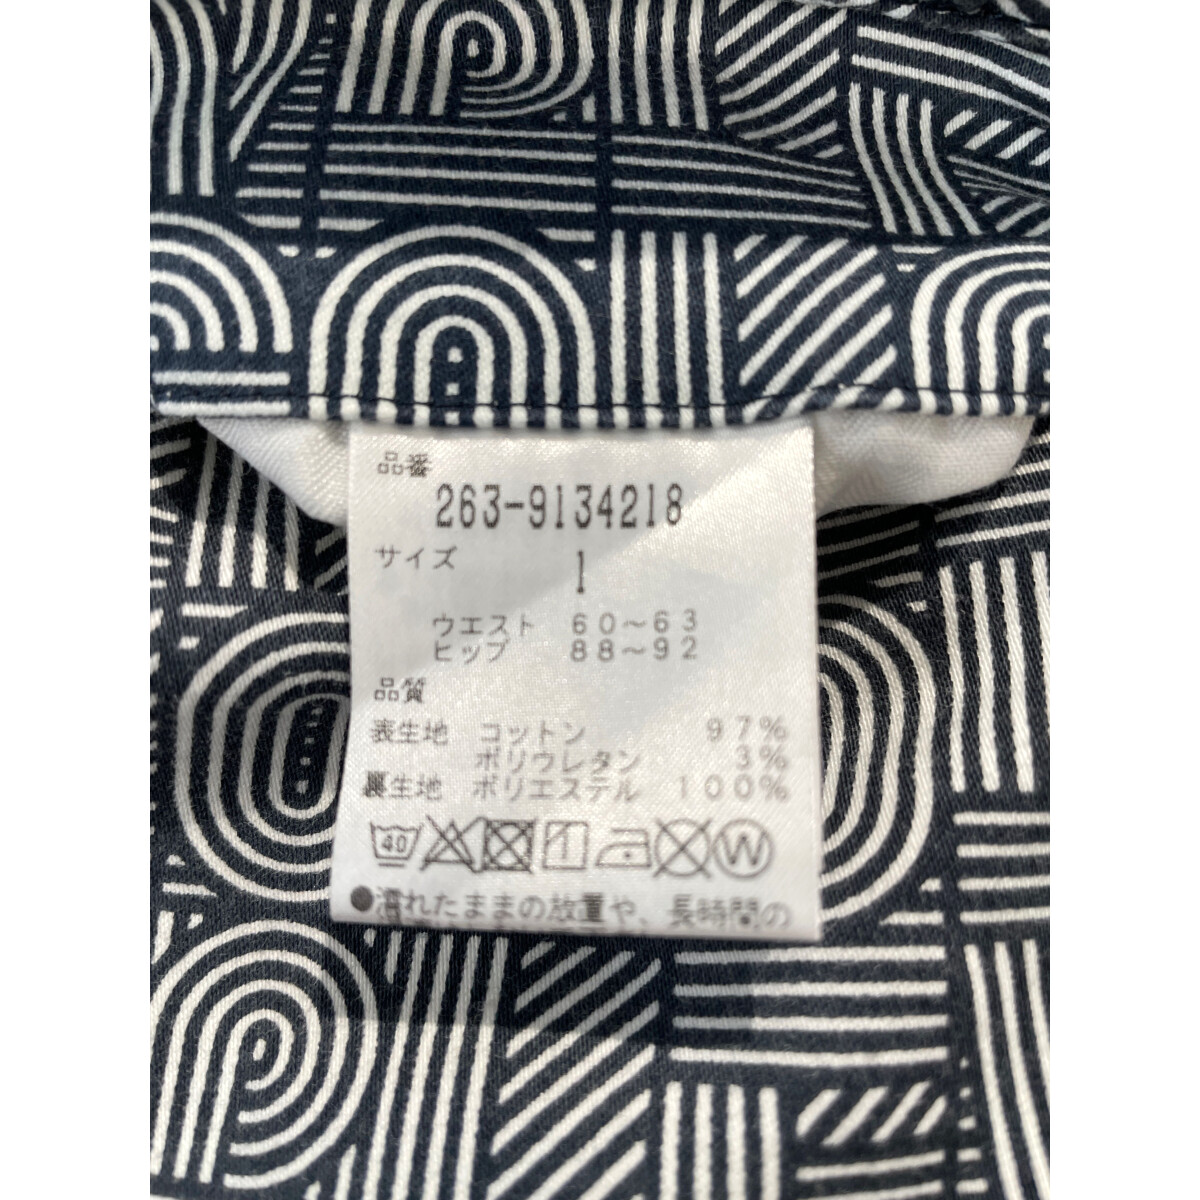 品番
263-9134218
サイズ 1
ウエスト 60～63
ヒップ 88～92
品質
表生地 コットン 97%
ポリウレタン 3%
裏生地 ポリエステル 100%
40 W
●濡れたままの放置や、長時間の